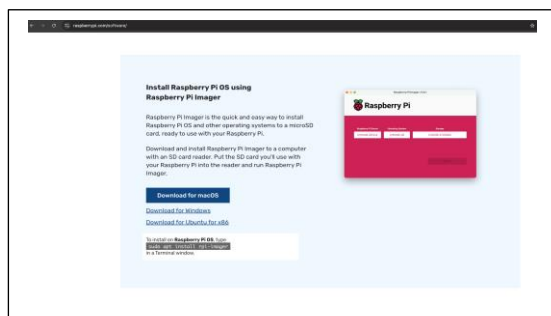 raspberrypi.com/software/
Install Raspberry Pi OS using
Raspberry Pi Imager
Raspberry Pi Imager is the quick and easy way to install
Raspberry Pi OS and other operating systems to a microSD
card, ready to use with your Raspberry Pi.
Download and install Raspberry Pi Imager to a computer
with an SD card reader. Put the SD card you'll use with
your Raspberry Pi into the reader and run Raspberry Pi
Imager.
Download for macOS
Download for Windows
Download for Ubuntu for x86
To install on Raspberry Pi OS, type
sudo apt install rpi-imager
in a Terminal window.
Raspberry Pi